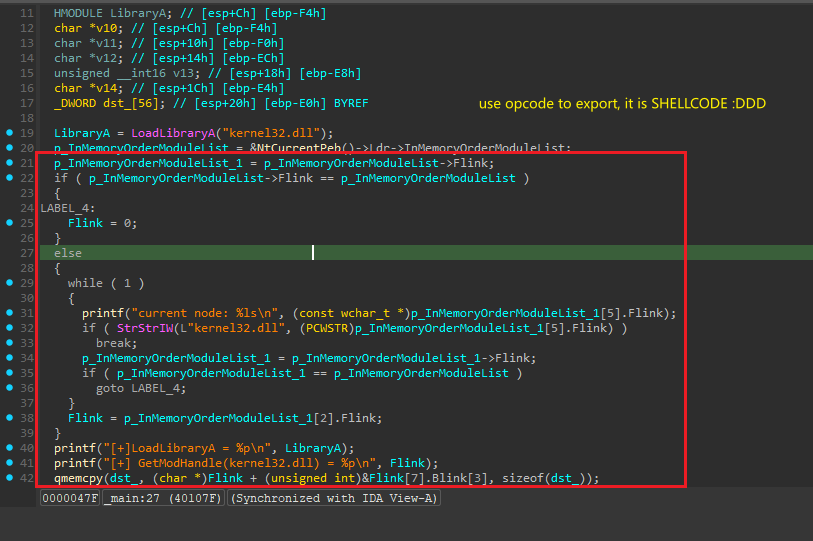 11 HMODULE LibraryA; // [esp+Ch] [ebp-F4h]
12 char *v10; // [esp+Ch] [ebp-F4h]
13 char *v11; // [esp+10h] [ebp-F0h]
14 char *v12; // [esp+14h] [ebp-ECh]
15 unsigned __int16 v13; // [esp+18h] [ebp-E8h]
16 char *v14; // [esp+1Ch] [ebp-E4h]
17 _DWORD dst_[56]; // [esp+20h] [ebp-E0h] BYREF
use opcode to export, it is SHELLCODE :DDD
18
19 LibraryA = LoadLibraryA("kernel32.dll");
20 p_InMemoryOrderModuleList = &NtCurrentPeb()->Ldr->InMemoryOrderModuleList;
21 p_InMemoryOrderModuleList_1 = p_InMemoryOrderModuleList->Flink;
22 if ( p_InMemoryOrderModuleList->Flink == p_InMemoryOrderModuleList )
23 {
24 LABEL_4:
25 Flink = 0;
26 }
27 else
28 {
29 while ( 1 )
30 {
31 printf("current node: %ls\n", (const wchar_t *)p_InMemoryOrderModuleList_1[5].Flink);
32 if ( StrStrIW(L"kernel32.dll", (PCWSTR)p_InMemoryOrderModuleList_1[5].Flink) )
33 break;
34 p_InMemoryOrderModuleList_1 = p_InMemoryOrderModuleList_1->Flink;
35 if ( p_InMemoryOrderModuleList_1 == p_InMemoryOrderModuleList )
36 goto LABEL_4;
37 }
38 Flink = p_InMemoryOrderModuleList_1[2].Flink;
39 }
40 printf("[+]LoadLibraryA = %p\n", LibraryA);
41 printf("[+] GetModHandle(kernel32.dll) = %p\n", Flink);
42 qmemcpy(dst_, (char *)Flink + (unsigned int)&Flink[7].Blink[3], sizeof(dst_));
0000047F _main:27 (40107F) (Synchronized with IDA View-A)